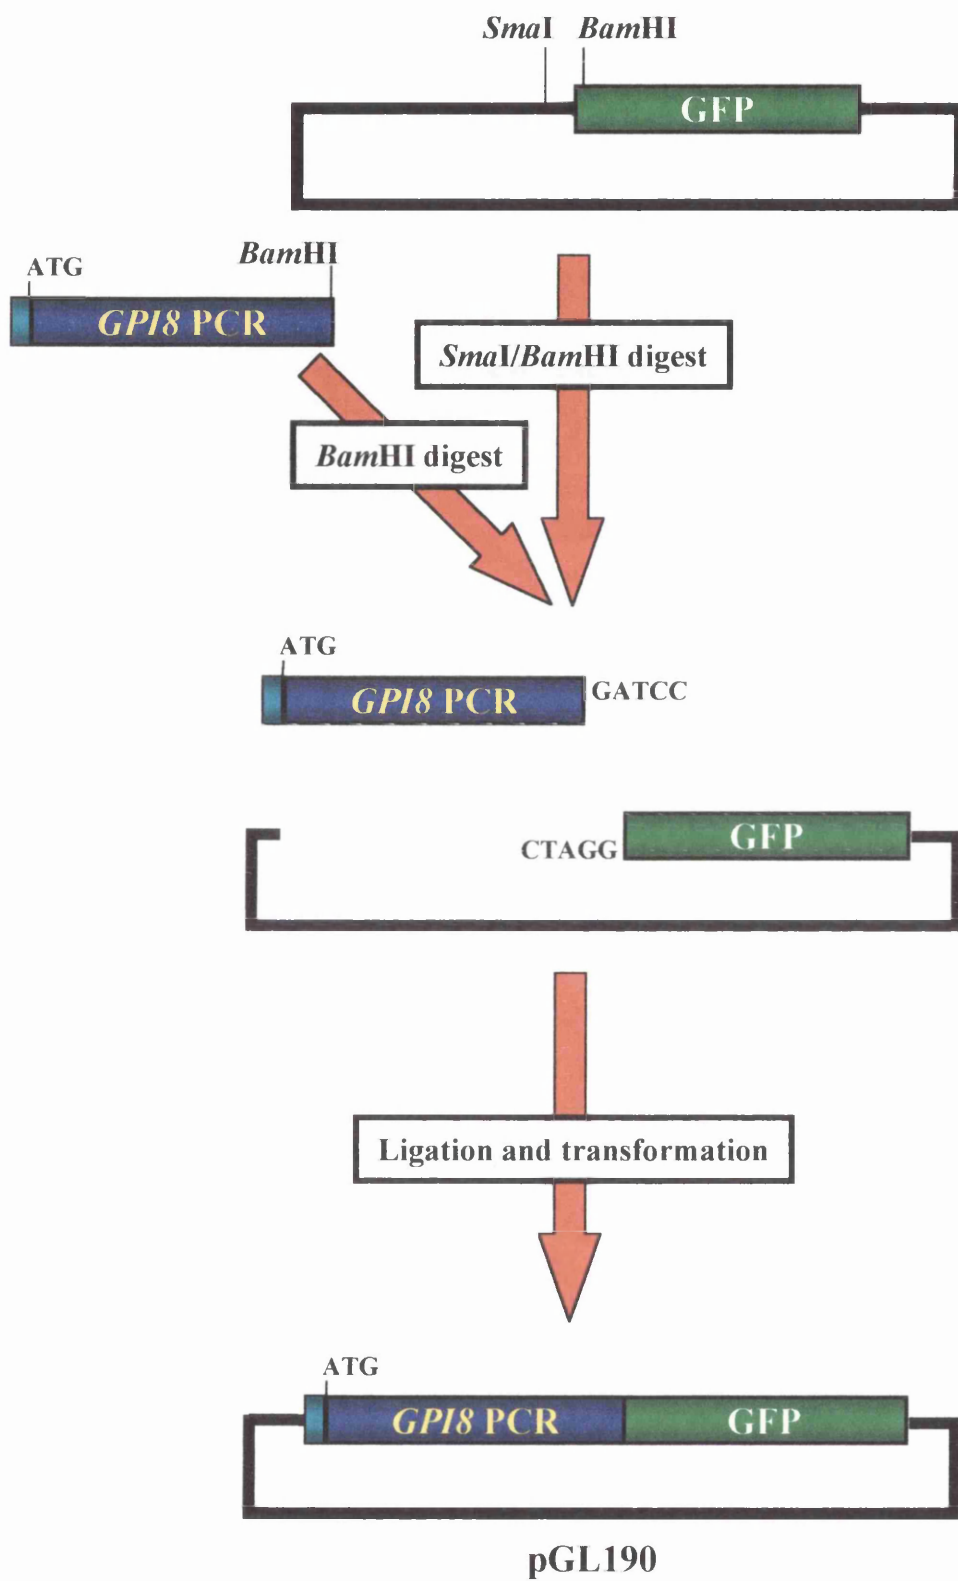 SmaI BamHI
GFP
ATG BamHI
GPI8 PCR
SmaI/BamHI digest
BamHI digest
ATG
GPI8 PCR GATCC
CTAGG GFP
Ligation and transformation
ATG
GPI8 PCR GFP
pGL190